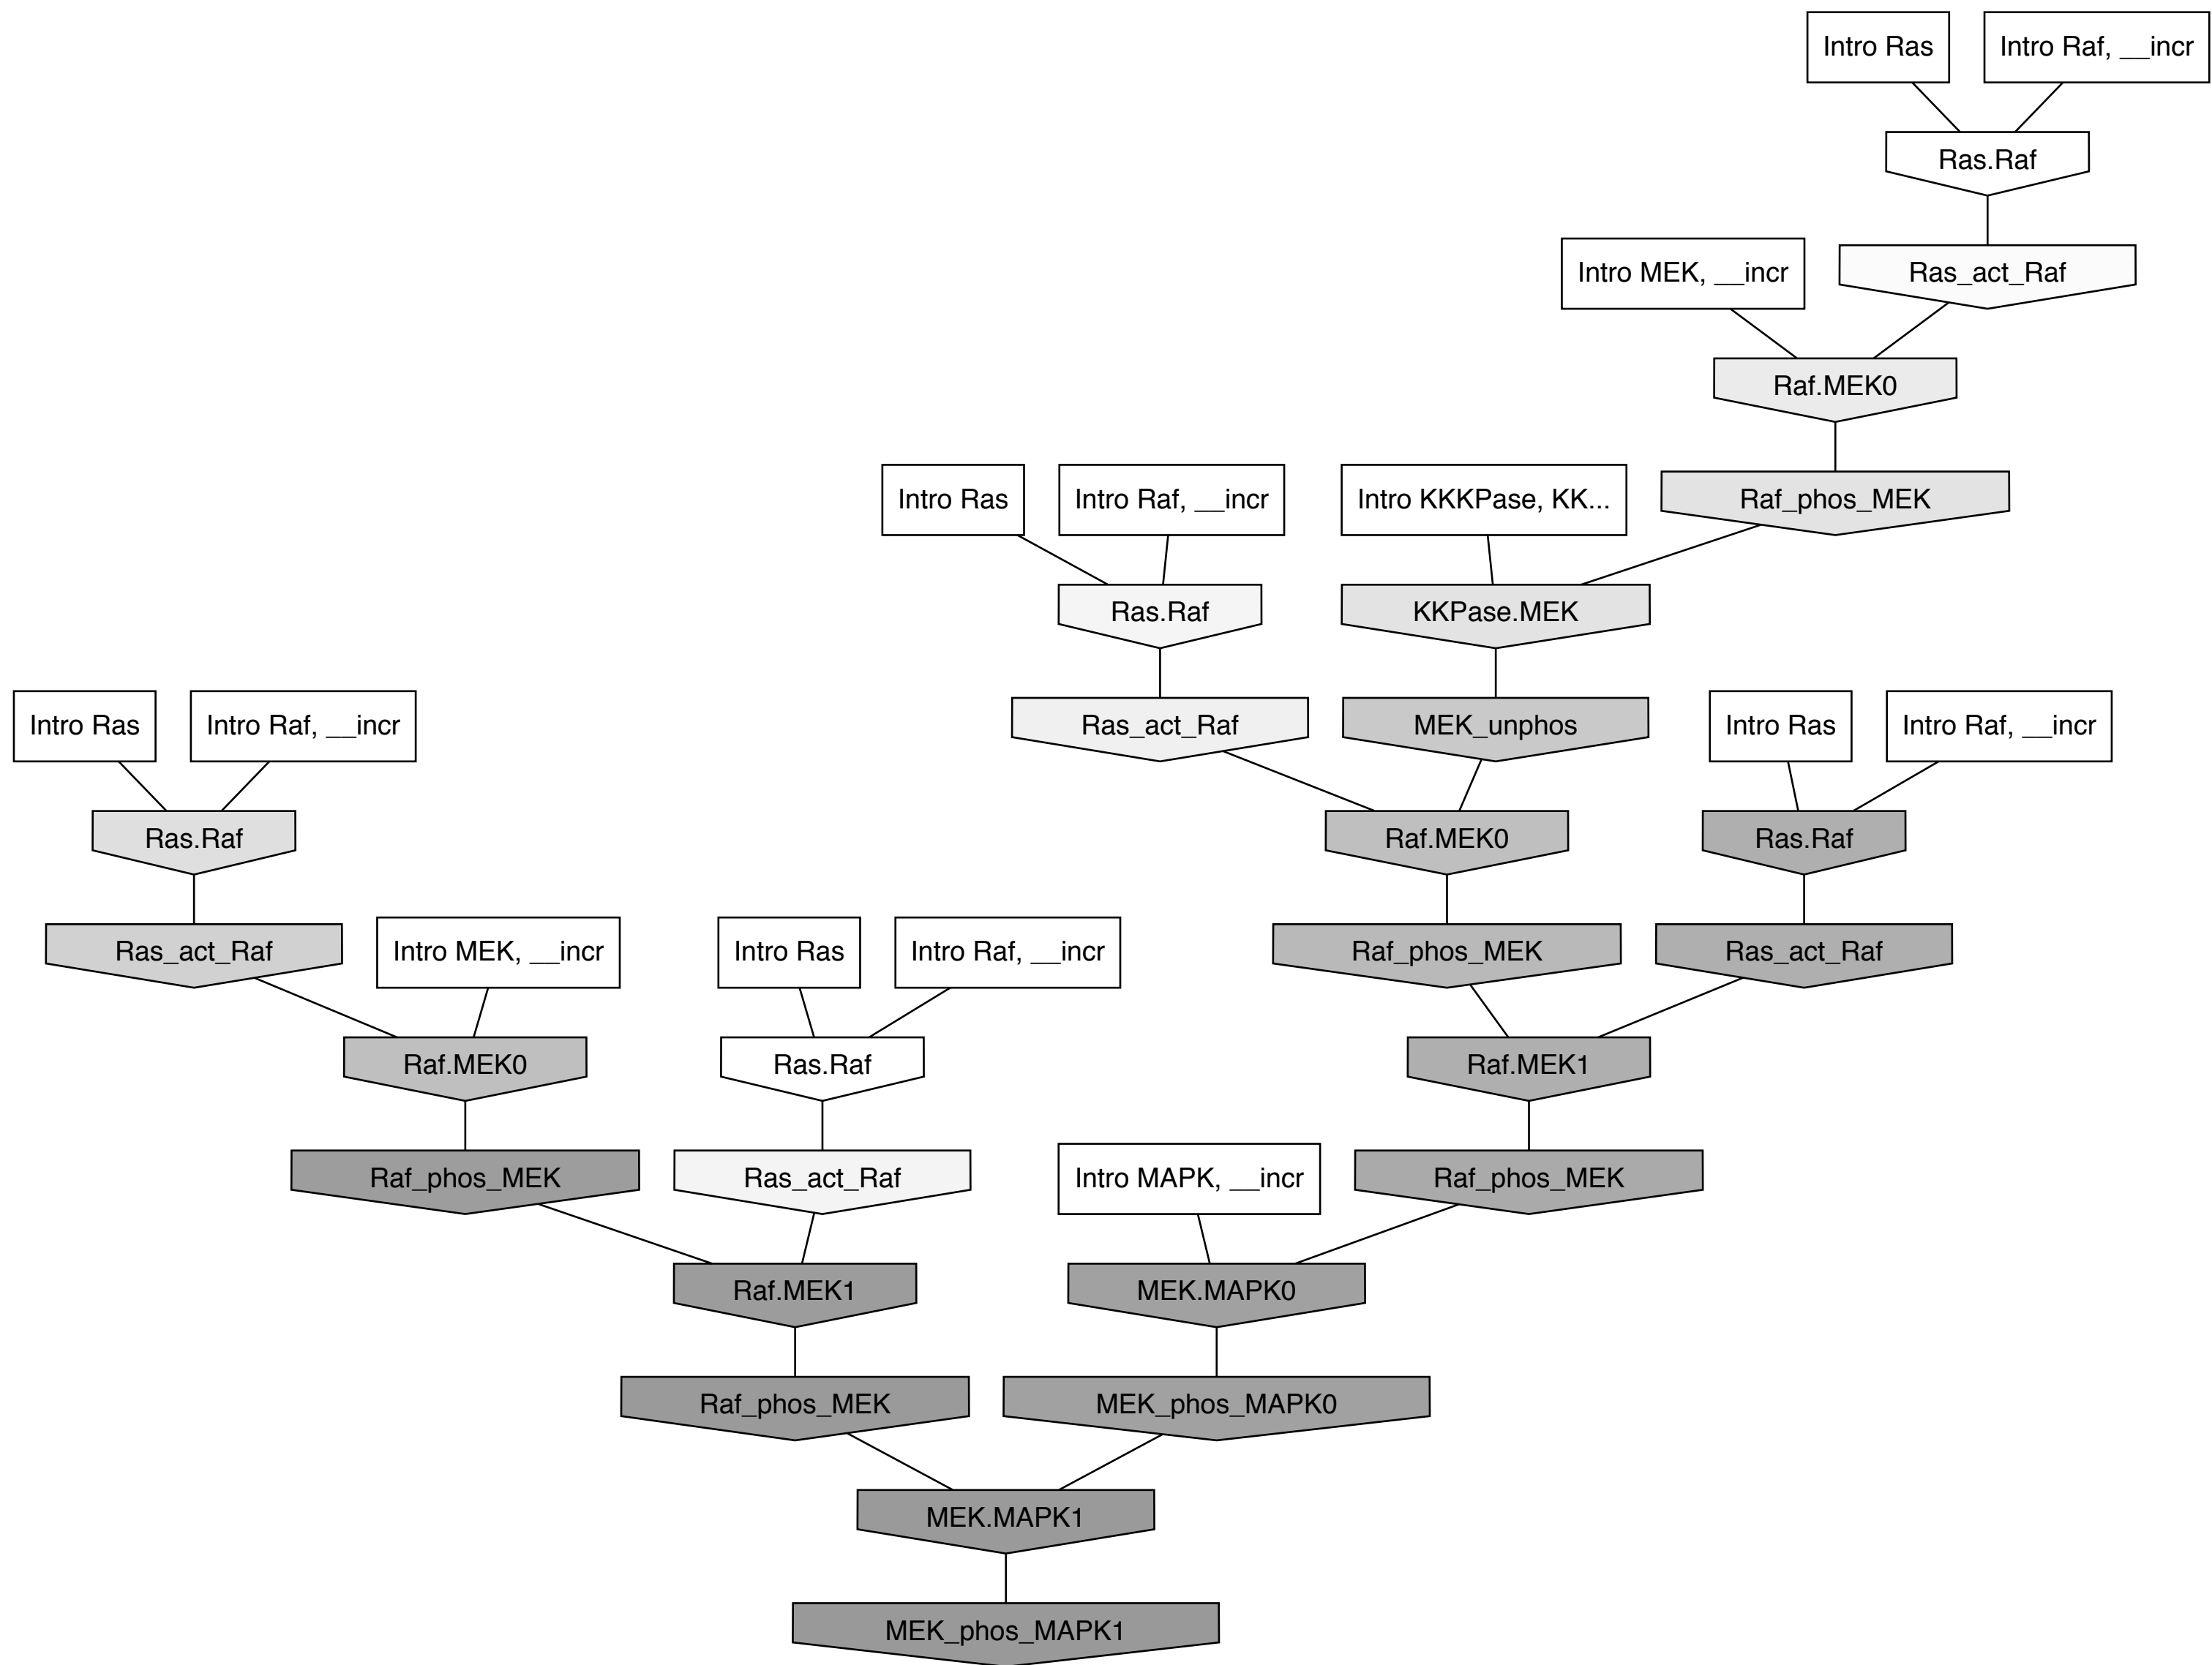 Intro Ras
Intro Raf, __incr
Ras.Raf
Intro MEK, __incr
Ras_act_Raf
Raf.MEK0
Intro Ras
Intro Raf, __incr
Intro KKKPase, KK...
Raf_phos_MEK
Ras.Raf
KKPase.MEK
Intro Ras
Intro Raf, __incr
Ras_act_Raf
MEK_unphos
Intro Ras
Intro Raf, __incr
Ras.Raf
Raf.MEK0
Ras.Raf
Ras_act_Raf
Intro MEK, __incr
Intro Ras
Intro Raf, __incr
Raf_phos_MEK
Ras_act_Raf
Raf.MEK0
Ras.Raf
Raf.MEK1
Raf_phos_MEK
Ras_act_Raf
Intro MAPK, __incr
Raf_phos_MEK
Raf.MEK1
MEK.MAPK0
Raf_phos_MEK
MEK_phos_MAPK0
MEK.MAPK1
MEK_phos_MAPK1